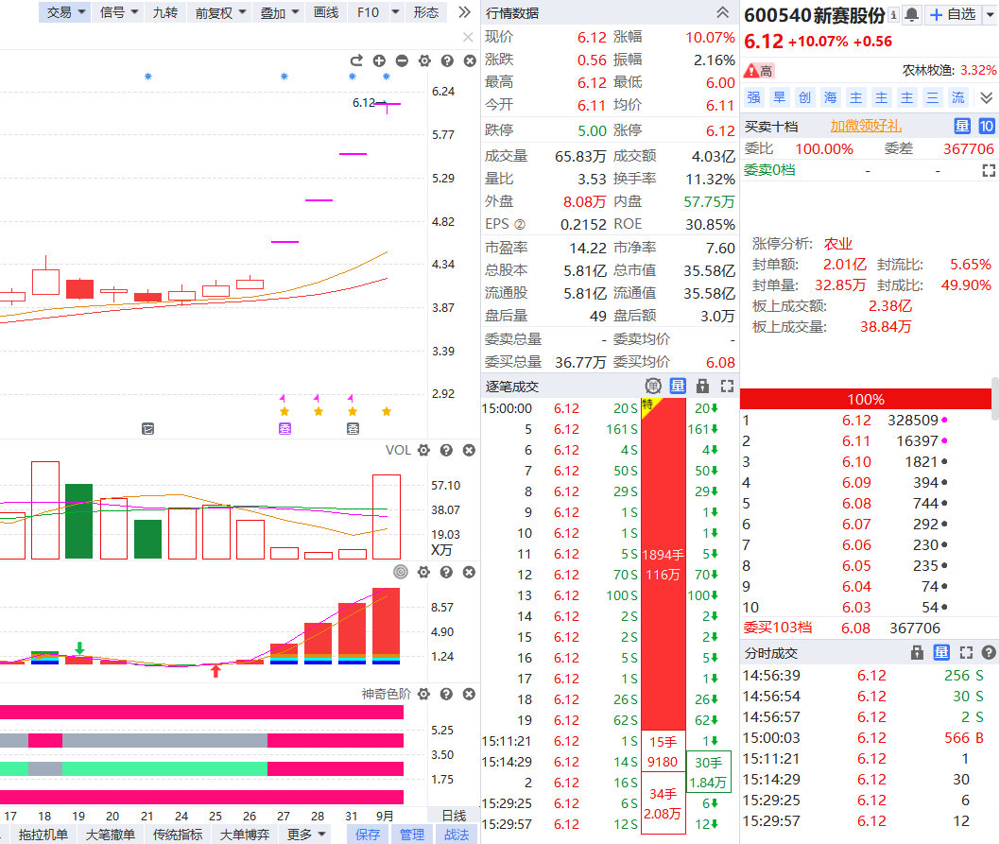 交易 信号 九转 前复权 叠加 画线 F10 形态
6.12
6.24
5.77
5.29
4.82
4.34
3.87
3.39
2.92
VOL
57.10
38.07
19.03
X万
8.57
4.90
1.24
神奇色阶
5.25
3.50
1.75
17 18 19 20 21 24 25 26 27 28 31 9月 日线
拖拉机单 大笔撤单 传统指标 大单博弈 更多 保存 管理 战法
行情数据
现价 6.12 涨幅 10.07%
涨跌 0.56 振幅 2.16%
最高 6.12 最低 6.00
今开 6.11 均价 6.11
跌停 5.00 涨停 6.12
成交量 65.83万 成交额 4.03亿
量比 3.53 换手率 11.32%
外盘 8.08万 内盘 57.75万
EPS ② 0.2152 ROE 30.85%
市盈率 14.22 市净率 7.60
总股本 5.81亿 总市值 35.58亿
流通股 5.81亿 流通值 35.58亿
盘后量 49 盘后额 3.0万
委卖总量 - 委卖均价 -
委买总量 36.77万 委买均价 6.08
逐笔成交 单 量
15:00:00 6.12 20 S 特 20
5 6.12 161 S 161
6 6.12 4 S 4
7 6.12 50 S 50
8 6.12 29 S 29
9 6.12 1 S 1
10 6.12 1 S 1
11 6.12 5 S 1894手 5
12 6.12 70 S 116万 70
13 6.12 100 S 100
14 6.12 2 S 2
15 6.12 2 S 2
16 6.12 5 S 5
17 6.12 1 S 1
18 6.12 26 S 26
19 6.12 62 S 62
15:11:21 6.12 1 S 15手 1
15:14:29 6.12 14 S 9180 30手
2 6.12 16 S 34手 1.84万
15:29:25 6.12 6 S 2.08万 6
15:29:57 6.12 12 S 12
600540 新赛股份 自选
6.12 +10.07% +0.56
高 农林牧渔: 3.32%
强 旱 创 海 主 主 主 三 流
买卖十档 加微领好礼 量 10
委比 100.00% 委差 367706
委卖0档 - -
涨停分析: 农业
封单额: 2.01亿 封流比: 5.65%
封单量: 32.85万 封成比: 49.90%
板上成交额: 2.38亿
板上成交量: 38.84万
100%
1 6.12 328509
2 6.11 16397
3 6.10 1821
4 6.09 394
5 6.08 744
6 6.07 292
7 6.06 230
8 6.05 235
9 6.04 74
10 6.03 54
委买103档 6.08 367706
分时成交 量
14:56:39 6.12 256 S
14:56:54 6.12 30 S
14:56:57 6.12 2 S
15:00:03 6.12 566 B
15:11:21 6.12 1
15:14:29 6.12 30
15:29:25 6.12 6
15:29:57 6.12 12